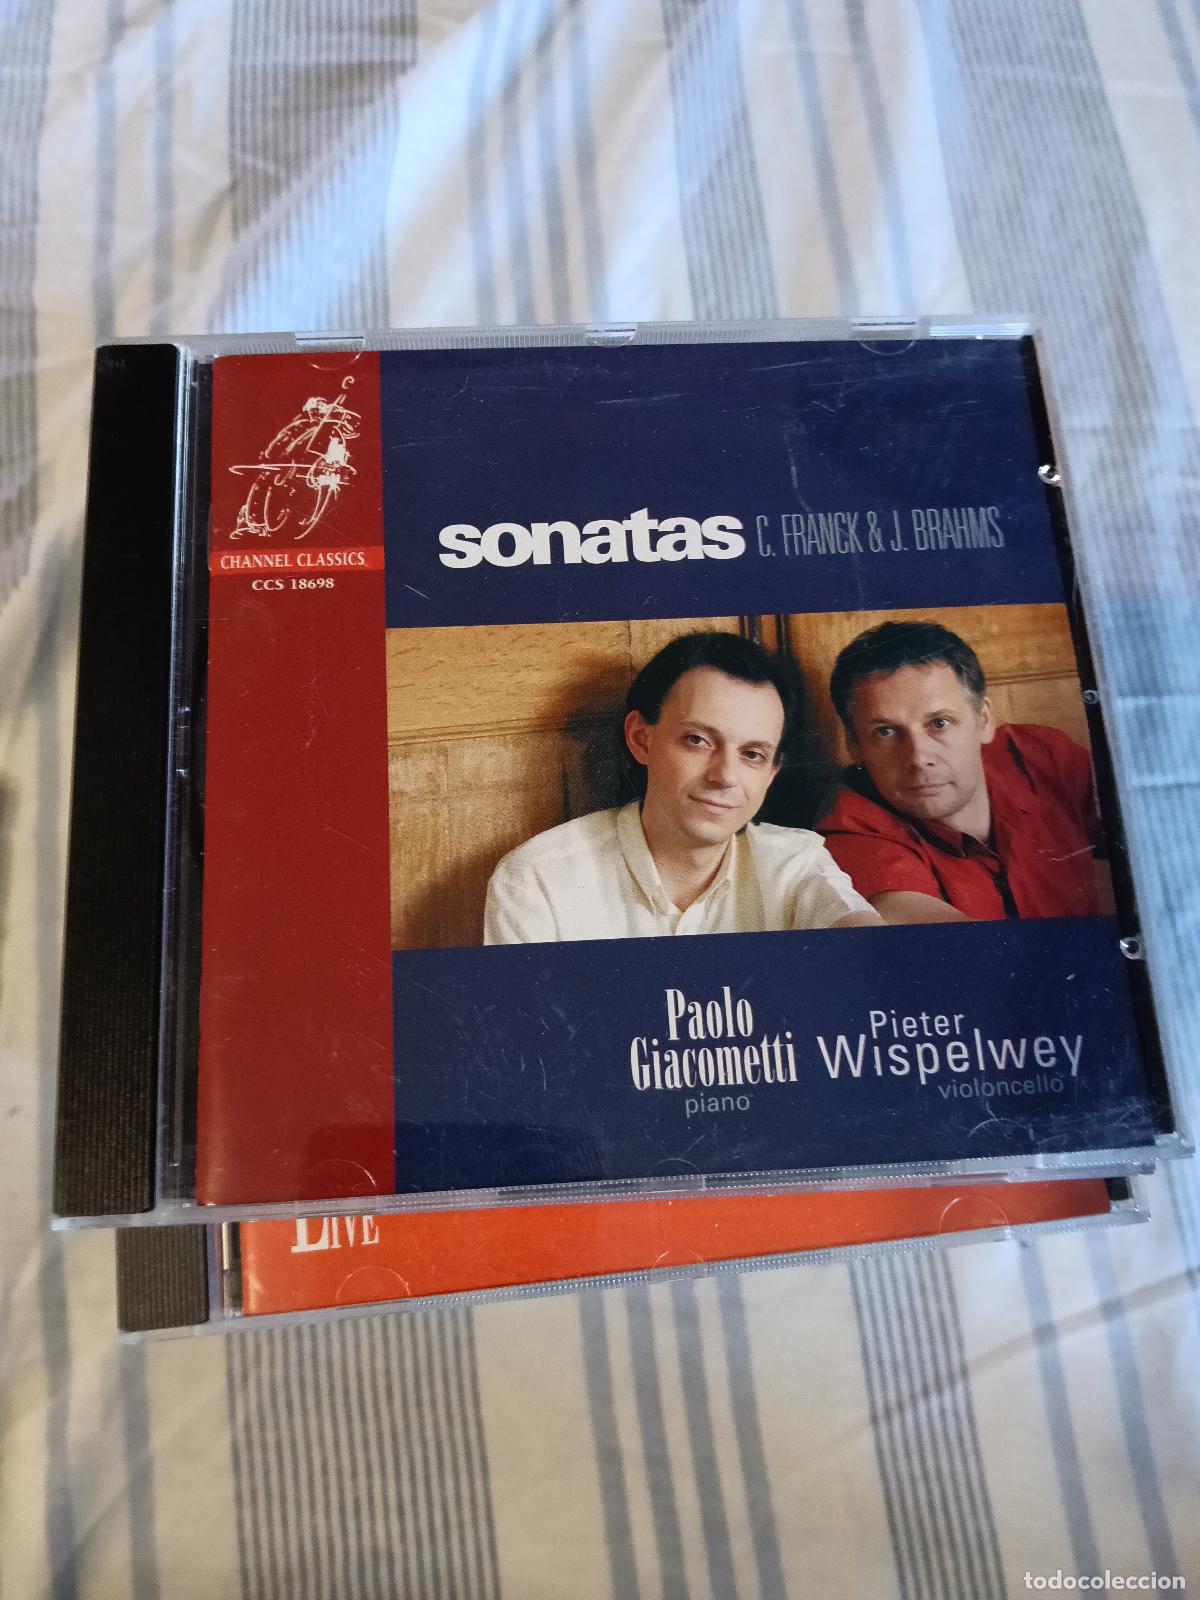 CHANNEL CLASSICS
CCS 18698
sonatas C. FRANCK & J. BRAHMS
Paolo
Giacometti
piano
Pieter
Wispelwey
violoncello
LIVE
todocoleccion